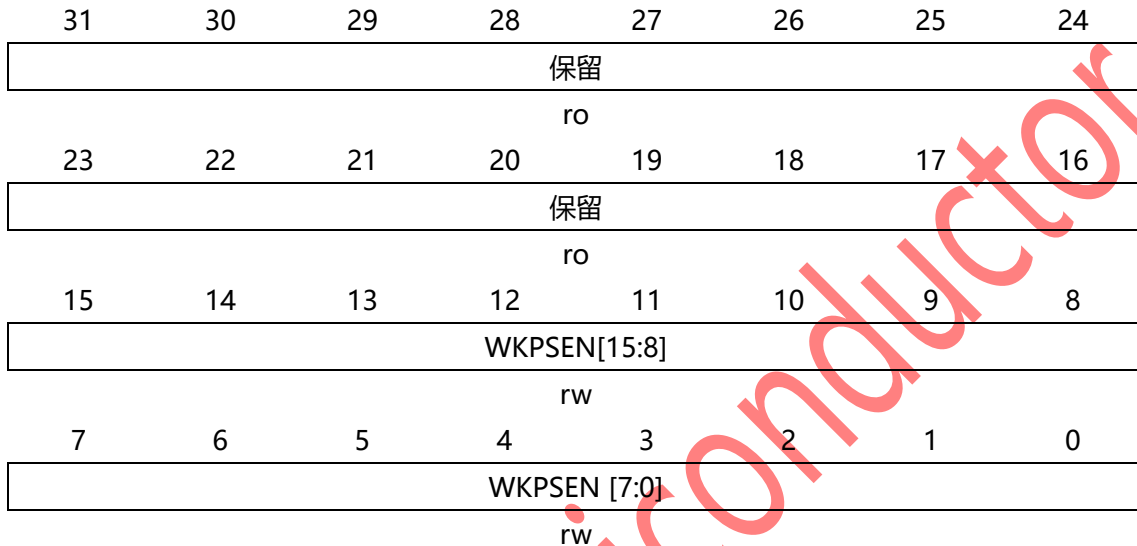 31 30 29 28 27 26 25 24
保留
ro
23 22 21 20 19 18 17 16
保留
ro
15 14 13 12 11 10 9 8
WKPSEN[15:8]
rw
7 6 5 4 3 2 1 0
WKPSEN [7:0]
rw
iconductor